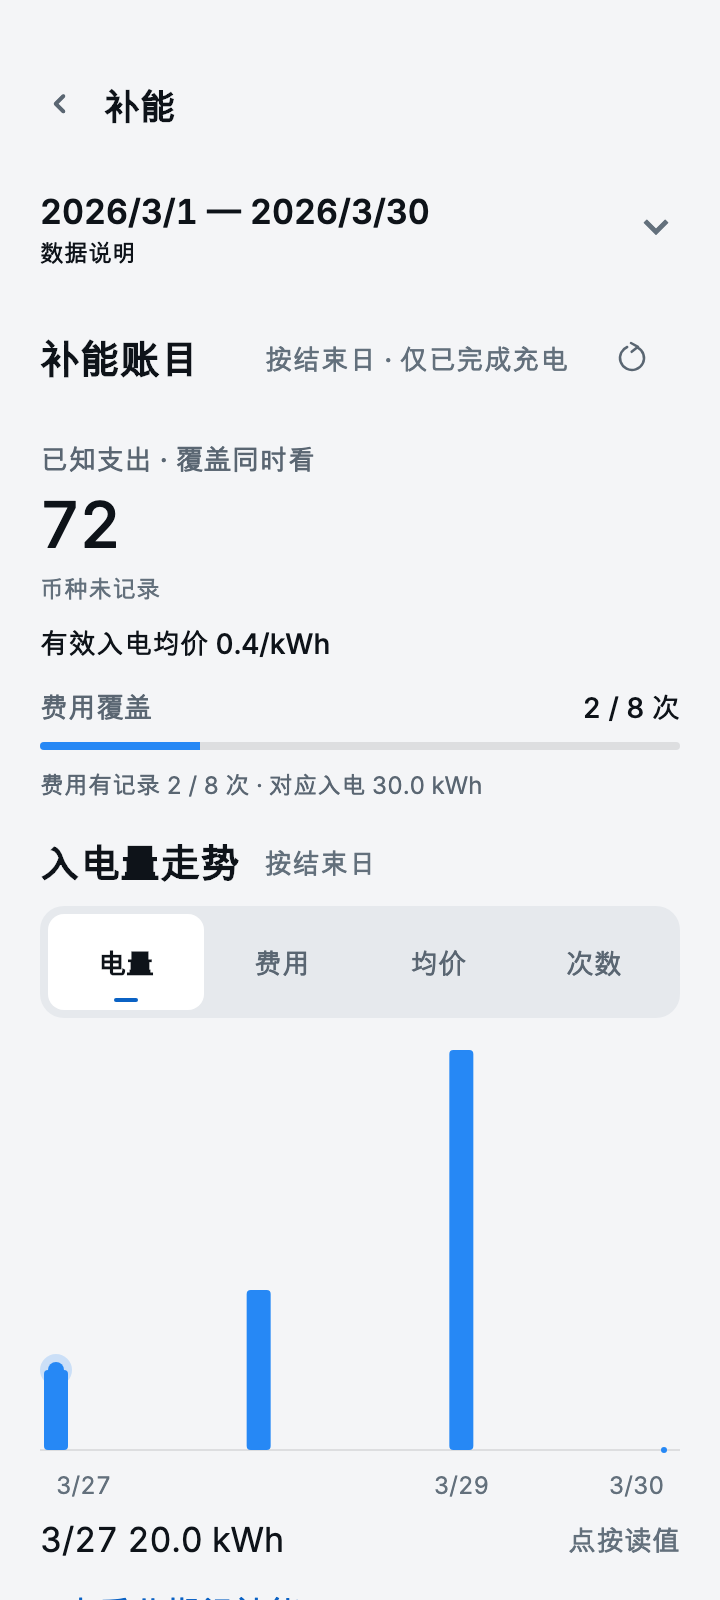 补能
2026/3/1 — 2026/3/30
数据说明
补能账目 按结束日 · 仅已完成充电
已知支出 · 覆盖同时看
72
币种未记录
有效入电均价 0.4/kWh
费用覆盖 2 / 8 次
费用有记录 2 / 8 次 · 对应入电 30.0 kWh
入电量走势 按结束日
电量 费用 均价 次数
3/27 3/29 3/30
3/27 20.0 kWh 点按读值